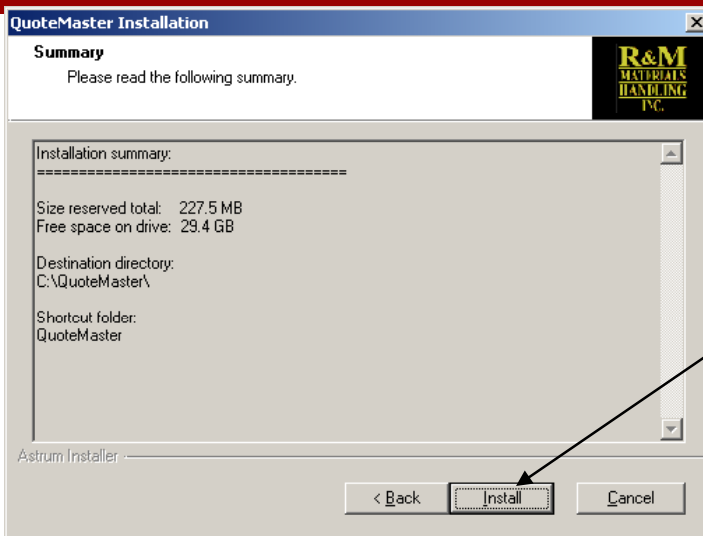 QuoteMaster Installation
Summary
Please read the following summary.
R&M
MATERIALS
HANDLING
INC.
Installation summary:
=====================================
Size reserved total: 227.5 MB
Free space on drive: 29.4 GB
Destination directory:
C:\QuoteMaster\
Shortcut folder:
QuoteMaster
Astrum Installer
< Back
Install
Cancel